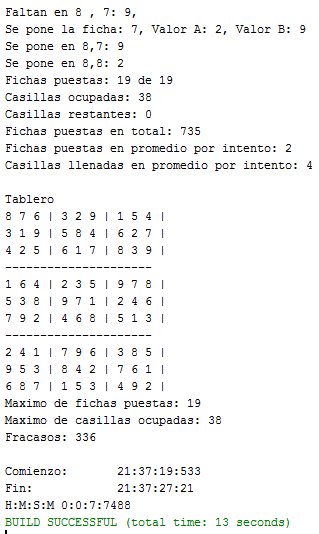 Faltan en 8 , 7: 9,
Se pone la ficha: 7, Valor A: 2, Valor B: 9
Se pone en 8,7: 9
Se pone en 8,8: 2
Fichas puestas: 19 de 19
Casillas ocupadas: 38
Casillas restantes: 0
Fichas puestas en total: 735
Fichas puestas en promedio por intento: 2
Casillas llenadas en promedio por intento: 4
Tablero
8 7 6 | 3 2 9 | 1 5 4 |
3 1 9 | 5 8 4 | 6 2 7 |
4 2 5 | 6 1 7 | 8 3 9 |
---------------------
1 6 4 | 2 3 5 | 9 7 8 |
5 3 8 | 9 7 1 | 2 4 6 |
7 9 2 | 4 6 8 | 5 1 3 |
---------------------
2 4 1 | 7 9 6 | 3 8 5 |
9 5 3 | 8 4 2 | 7 6 1 |
6 8 7 | 1 5 3 | 4 9 2 |
Maximo de fichas puestas: 19
Maximo de casillas ocupadas: 38
Fracasos: 336
Comienzo: 21:37:19:533
Fin: 21:37:27:21
H:M:S:M 0:0:7:7488
BUILD SUCCESSFUL (total time: 13 seconds)